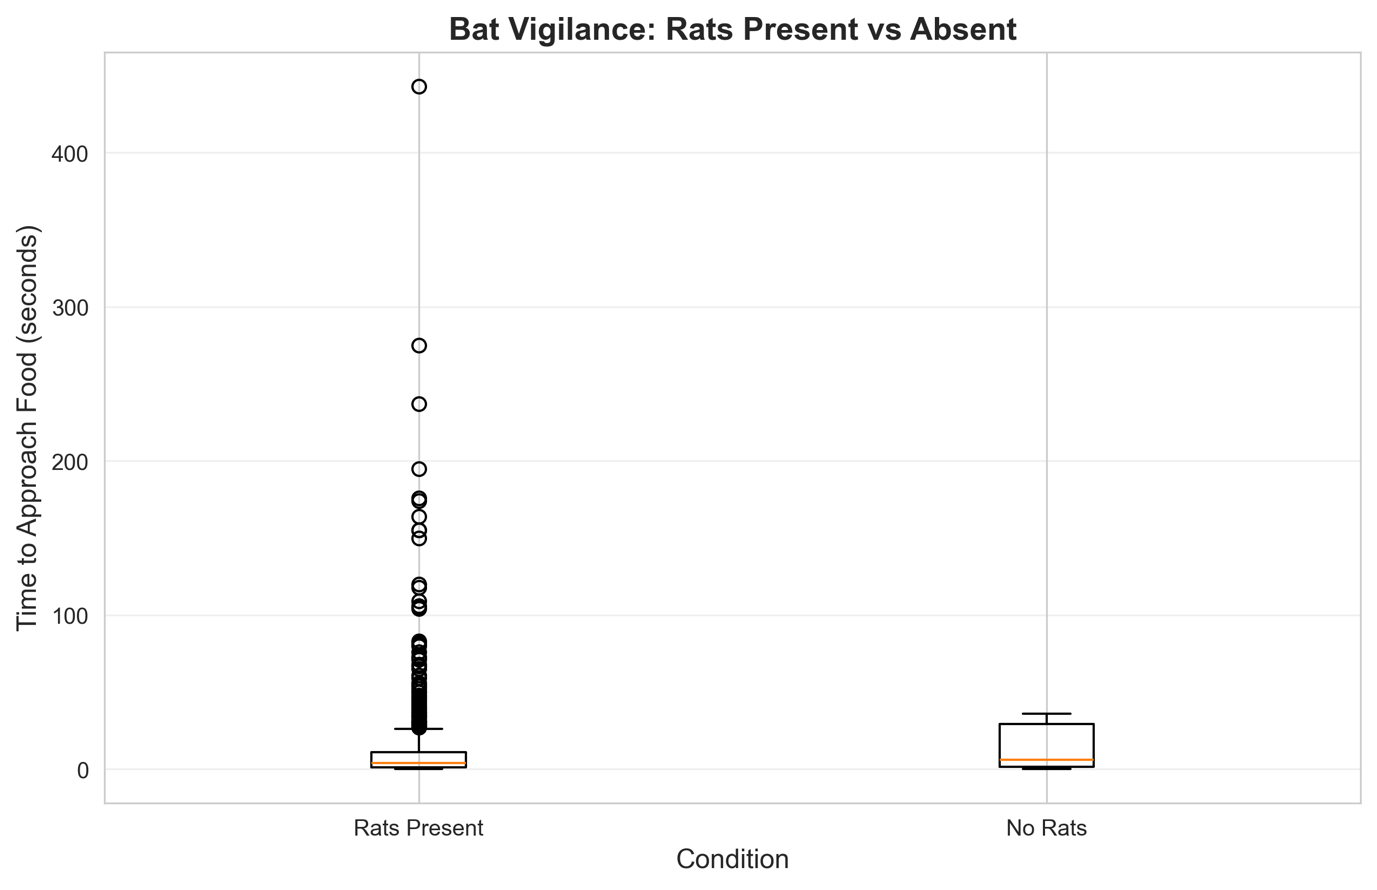 Bat Vigilance: Rats Present vs Absent
Time to Approach Food (seconds)
400
300
200
100
0
Rats Present
No Rats
Condition